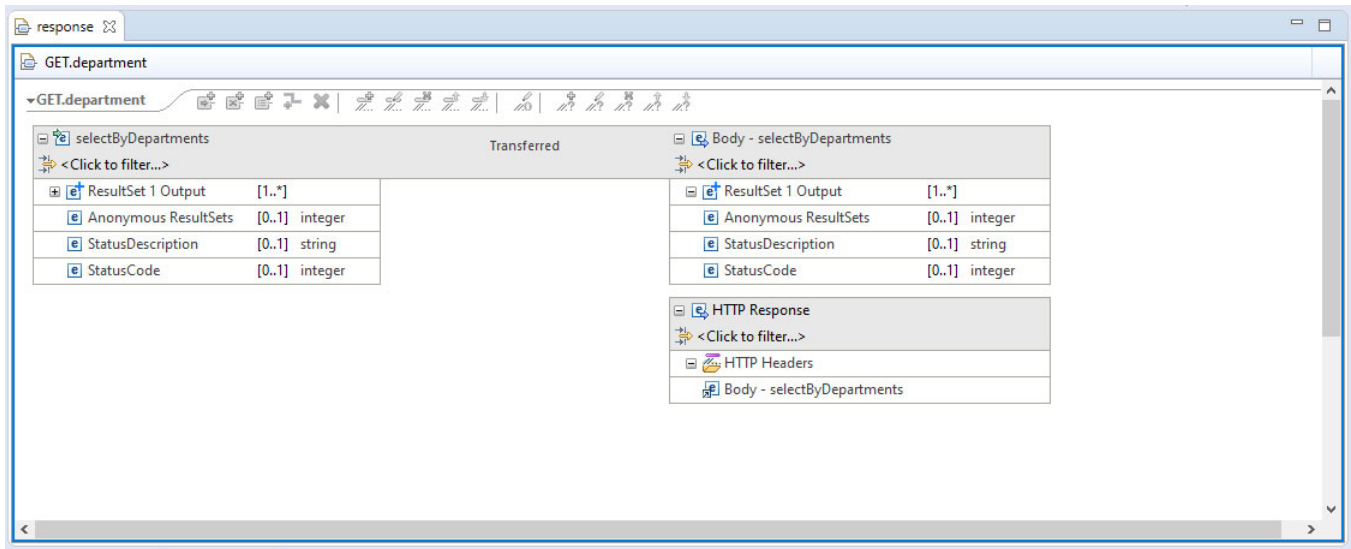 response
GET.department
GET.department
selectByDepartments
Transferred
Body - selectByDepartments
<Click to filter...>
<Click to filter...>
ResultSet 1 Output [1..*]
ResultSet 1 Output [1..*]
Anonymous ResultSets [0..1] integer
Anonymous ResultSets [0..1] integer
StatusDescription [0..1] string
StatusDescription [0..1] string
StatusCode [0..1] integer
StatusCode [0..1] integer
HTTP Response
<Click to filter...>
HTTP Headers
Body - selectByDepartments